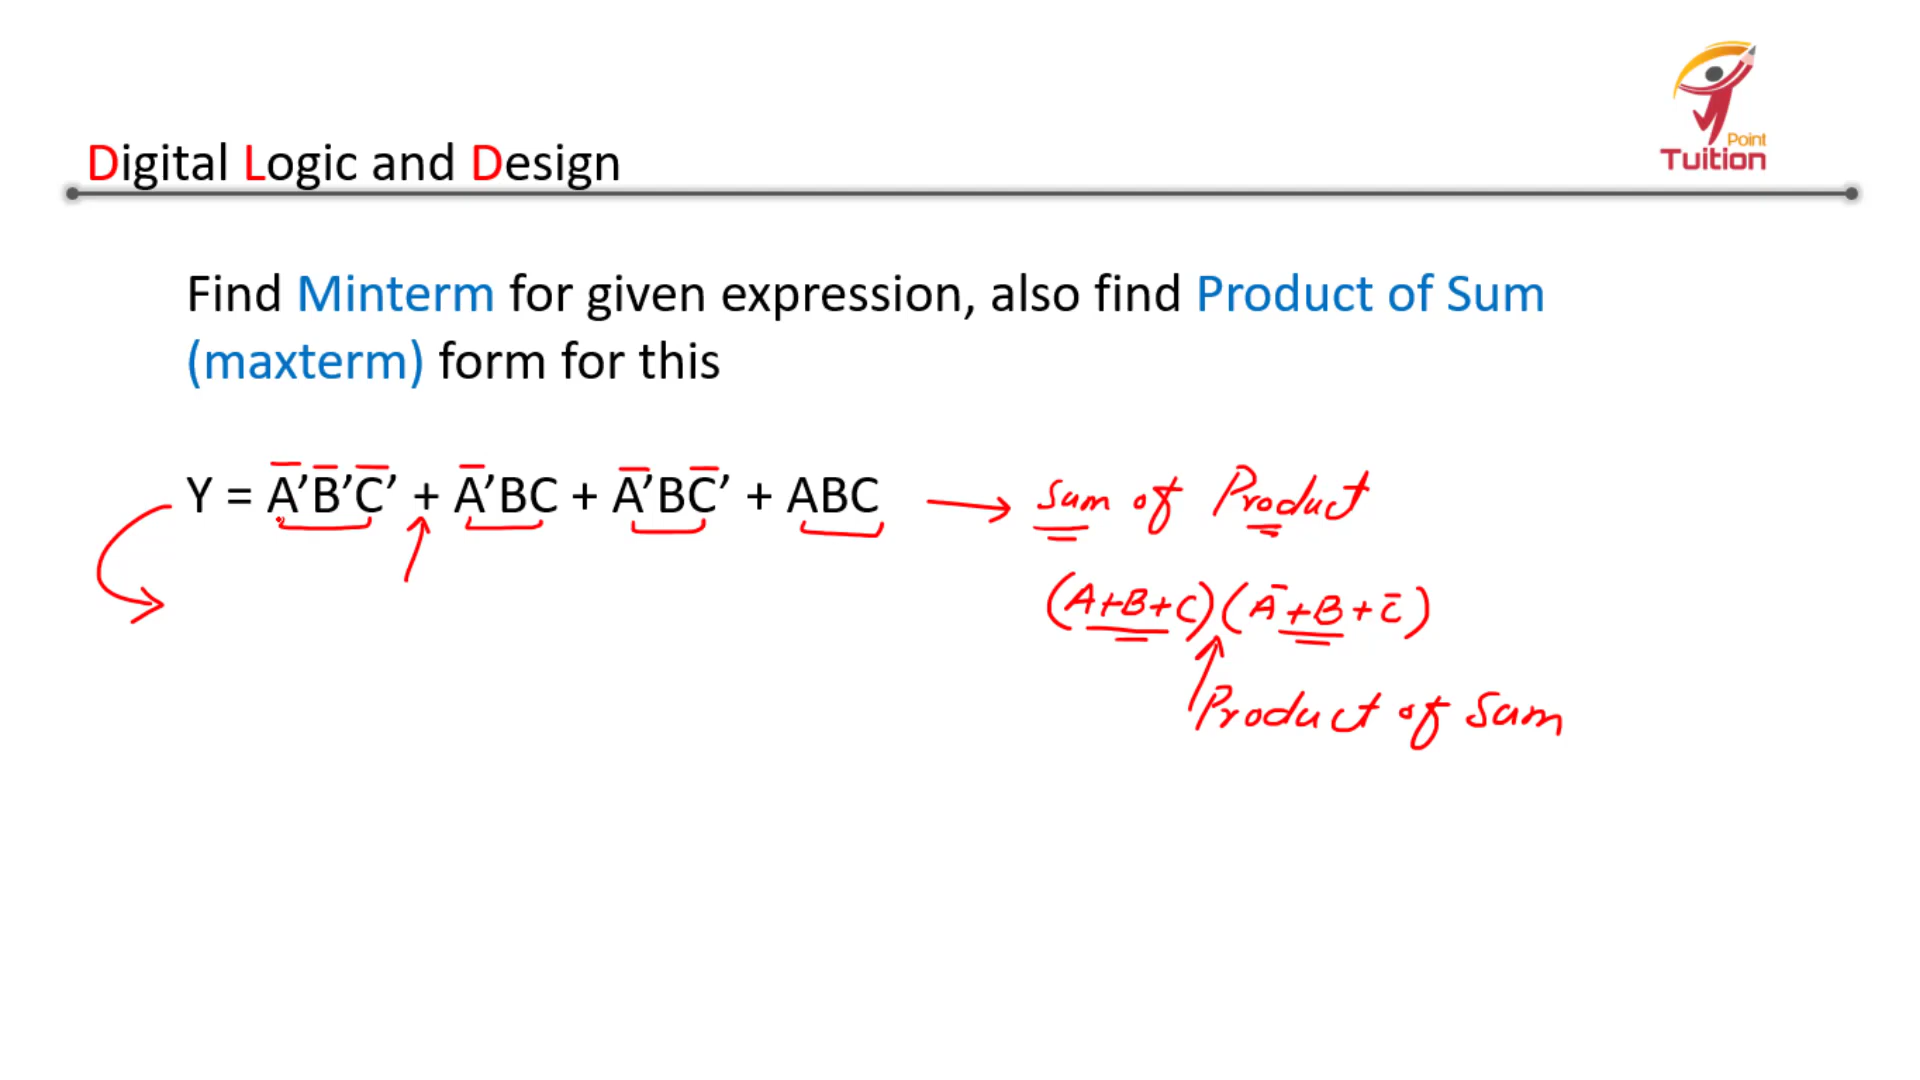 Point
Tuition
Digital Logic and Design
Find Minterm for given expression, also find Product of Sum
(maxterm) form for this
Y = A̅’B̅’C̅’ + A̅’BC + A̅’BC̅’ + ABC → Sum of Product
(A+B+C)(A̅+B+C̅)
Product of Sum